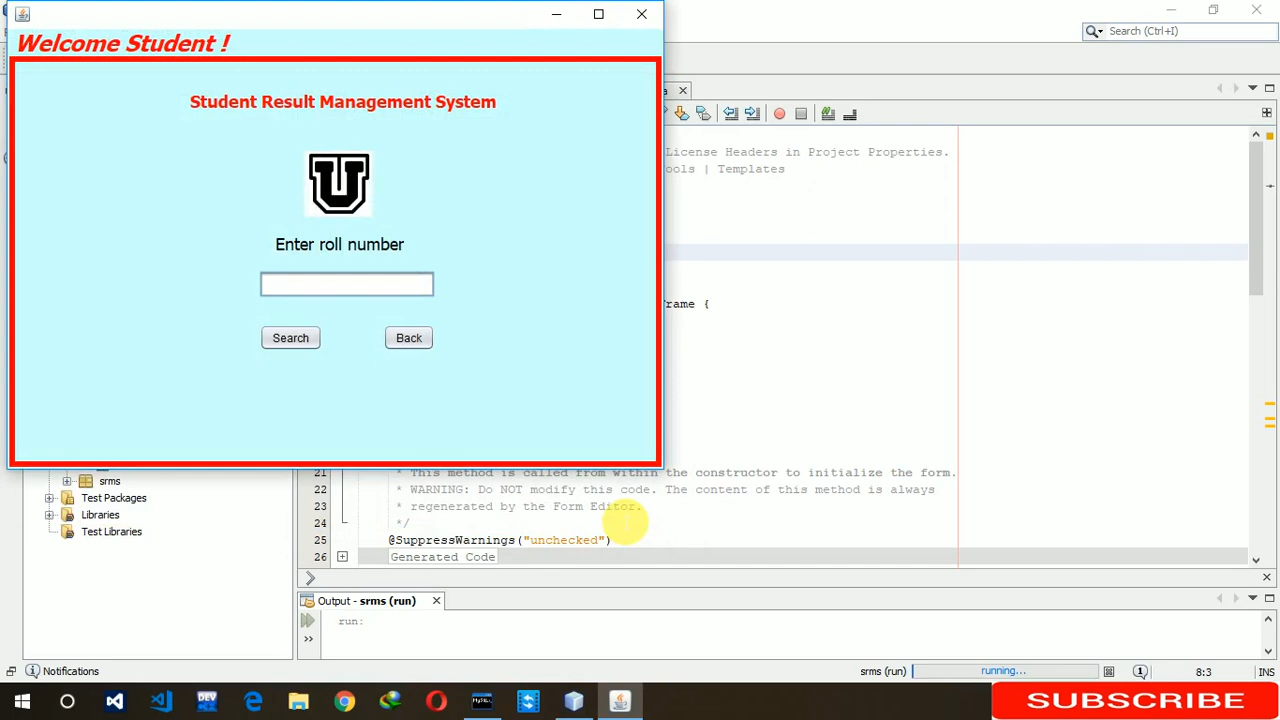 Welcome Student !
Search (Ctrl+I)
Student Result Management System
License Headers in Project Properties.
ools | Templates
U
Enter roll number
rame {
Search
Back
21
* This method is called from within the constructor to initialize the form.
22
* WARNING: Do NOT modify this code. The content of this method is always
23
* regenerated by the Form Editor.
24
*/
25
@SuppressWarnings("unchecked")
26
Generated Code
srms
Test Packages
Libraries
Test Libraries
Output - srms (run)
run:
Notifications
srms (run)
running...
8:3
INS
DEV
SUBSCRIBE